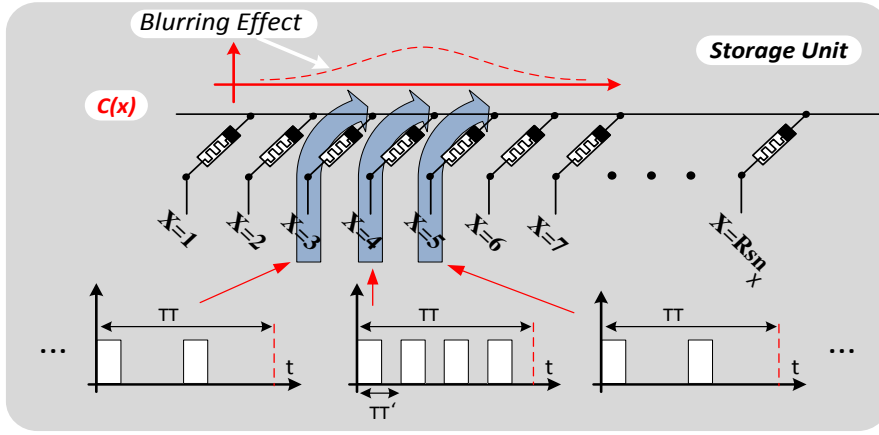 Blurring Effect
Storage Unit
C(x)
X=1
X=2
X=3
X=4
X=5
X=6
X=7
X=Rsn
x
TT
TT
TT
...
t
t
t
...
TT‘